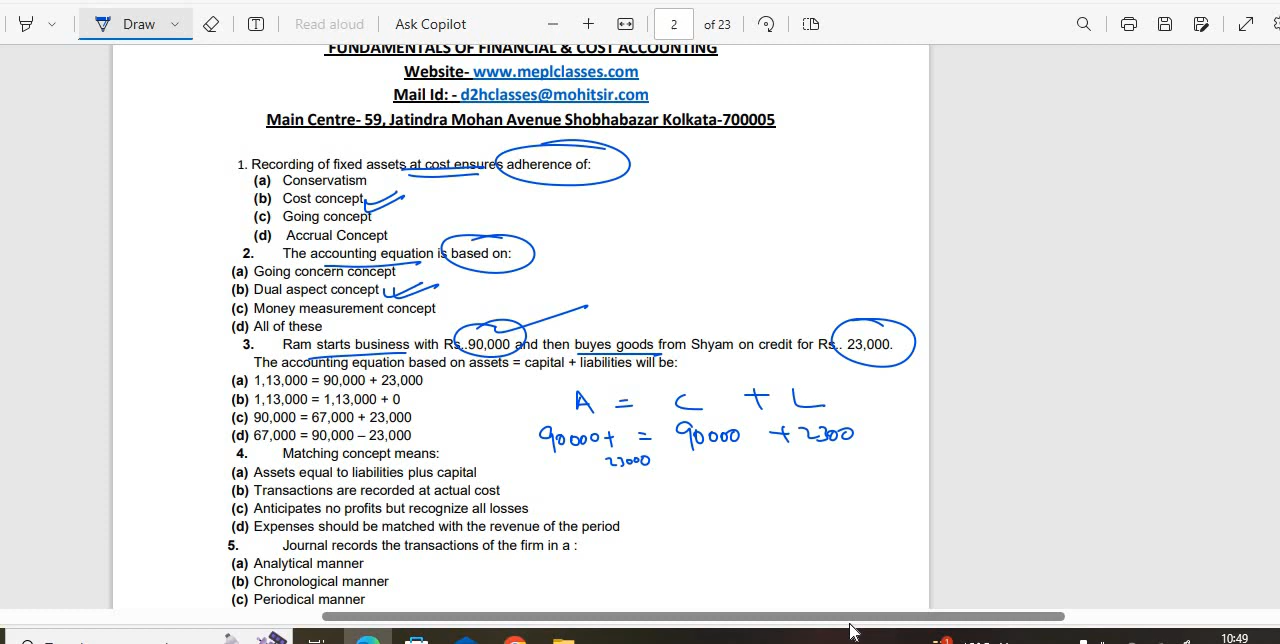 Draw
Read aloud
Ask Copilot
2 of 23
FUNDAMENTALS OF FINANCIAL & COST ACCOUNTING
Website- www.meplclasses.com
Mail Id: - d2hclasses@mohitsir.com
Main Centre- 59, Jatindra Mohan Avenue Shobhabazar Kolkata-700005
1. Recording of fixed assets at cost ensures adherence of:
(a) Conservatism
(b) Cost concept
(c) Going concept
(d) Accrual Concept
2. The accounting equation is based on:
(a) Going concern concept
(b) Dual aspect concept
(c) Money measurement concept
(d) All of these
3. Ram starts business with Rs..90,000 and then buyes goods from Shyam on credit for Rs.. 23,000.
The accounting equation based on assets = capital + liabilities will be:
(a) 1,13,000 = 90,000 + 23,000
(b) 1,13,000 = 1,13,000 + 0
(c) 90,000 = 67,000 + 23,000
(d) 67,000 = 90,000 – 23,000
A = C + L
90000+ = 90000 + 2300
23000
4. Matching concept means:
(a) Assets equal to liabilities plus capital
(b) Transactions are recorded at actual cost
(c) Anticipates no profits but recognize all losses
(d) Expenses should be matched with the revenue of the period
5. Journal records the transactions of the firm in a :
(a) Analytical manner
(b) Chronological manner
(c) Periodical manner
10:49